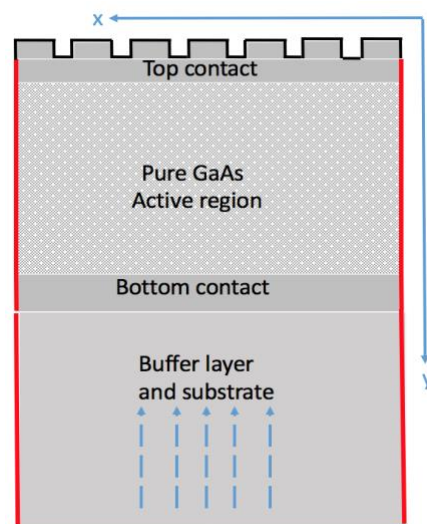 x
Top contact
Pure GaAs
Active region
Bottom contact
Buffer layer
and substrate
y